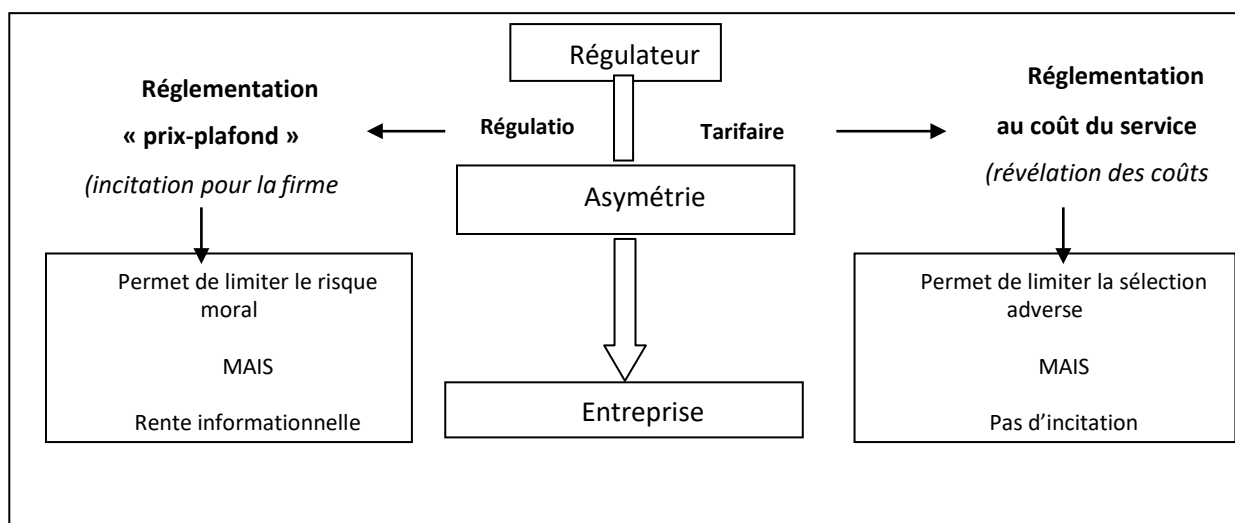 Régulateur
Réglementation
« prix-plafond »
(incitation pour la firme
Régulatio
Tarifaire
Réglementation
au coût du service
(révélation des coûts
Asymétrie
Permet de limiter le risque
moral
MAIS
Rente informationnelle
Entreprise
Permet de limiter la sélection
adverse
MAIS
Pas d'incitation